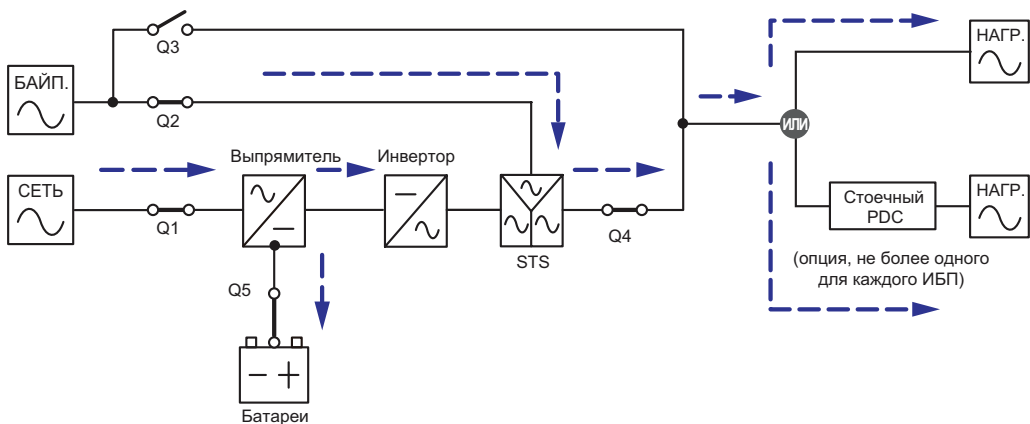 Q3
НАГР.
БАЙП.
Q2
ИЛИ
Выпрямитель
Инвертор
СЕТЬ
Q1
STS
Q4
Стоечный
PDC
НАГР.
(опция, не более одного
для каждого ИБП)
Q5
Батареи